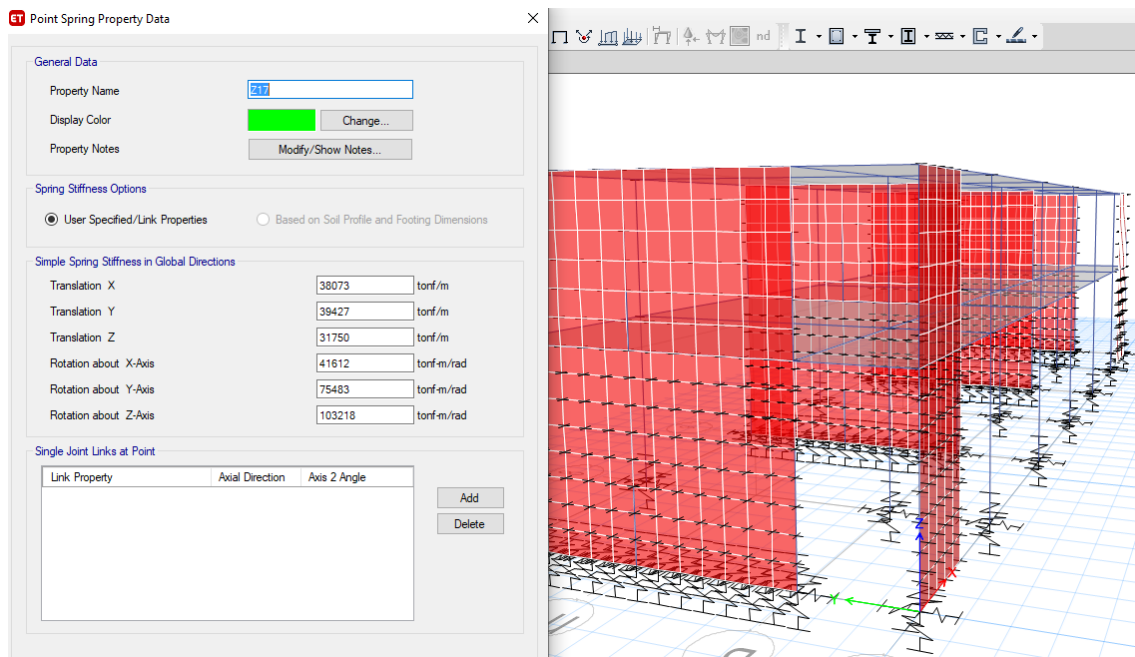 ET Point Spring Property Data
General Data
Property Name Z17
Display Color Change...
Property Notes Modify/Show Notes...
Spring Stiffness Options
User Specified/Link Properties Based on Soil Profile and Footing Dimensions
Simple Spring Stiffness in Global Directions
Translation X 38073 tonf/m
Translation Y 39427 tonf/m
Translation Z 31750 tonf/m
Rotation about X-Axis 41612 tonf-m/rad
Rotation about Y-Axis 75483 tonf-m/rad
Rotation about Z-Axis 103218 tonf-m/rad
Single Joint Links at Point
Link Property Axial Direction Axis 2 Angle
Add
Delete
nd
Z
X
Y